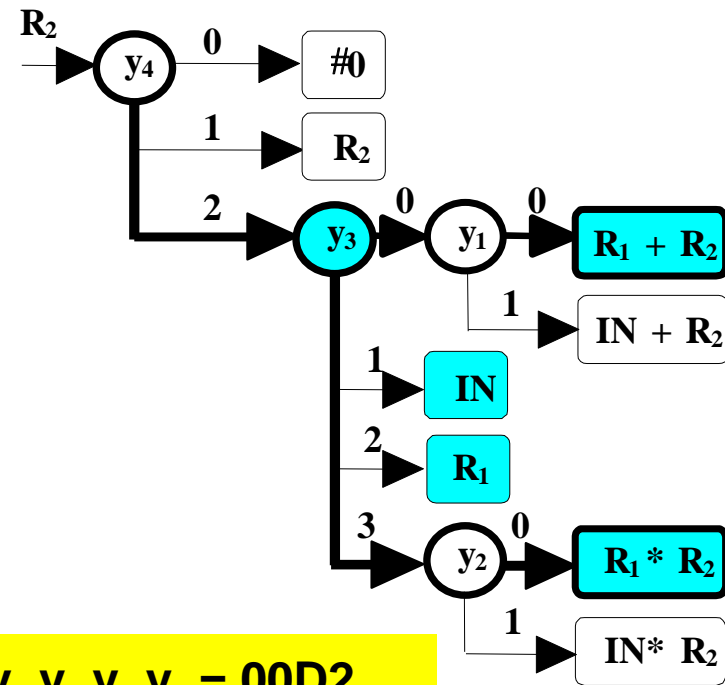 R₂
y₄
0
#0
1
R₂
2
y₃
0
y₁
0
R₁ + R₂
1
IN + R₂
1
IN
2
R₁
3
y₂
0
R₁ * R₂
1
IN* R₂
= 00D2